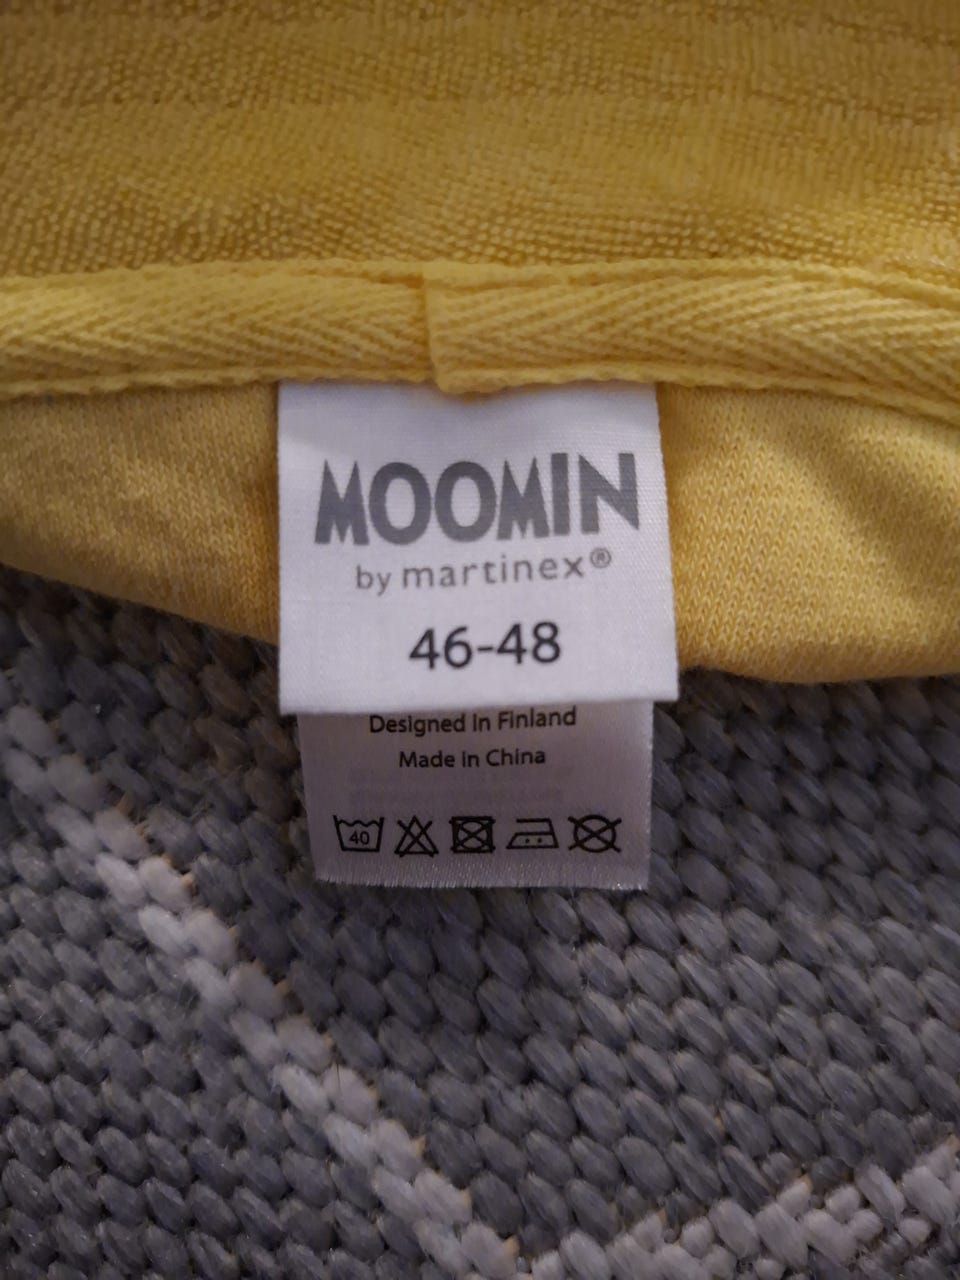 MOOMIN
by martinex®
46-48
Designed in Finland
Made in China
40